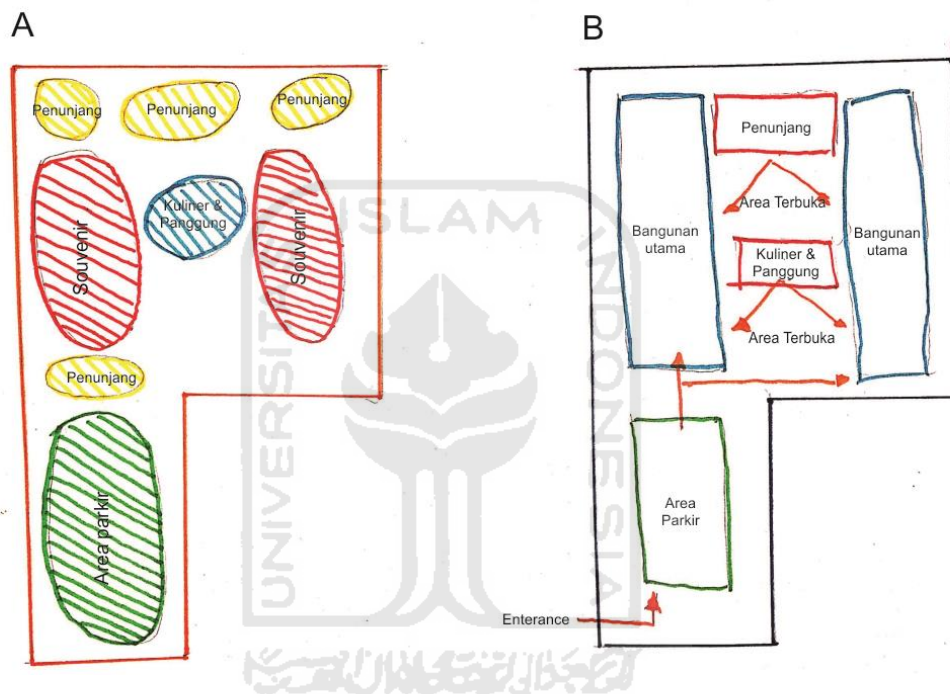 A
Penunjang
Penunjang
Penunjang
Souvenir
Kuliner &
Panggung
Souvenir
Penunjang
Area parkir
B
Penunjang
Area Terbuka
Bangunan
utama
Kuliner &
Panggung
Bangunan
utama
Area Terbuka
Area
Parkir
Enterance
UNIVERSITAS ISLAM INDONESIA